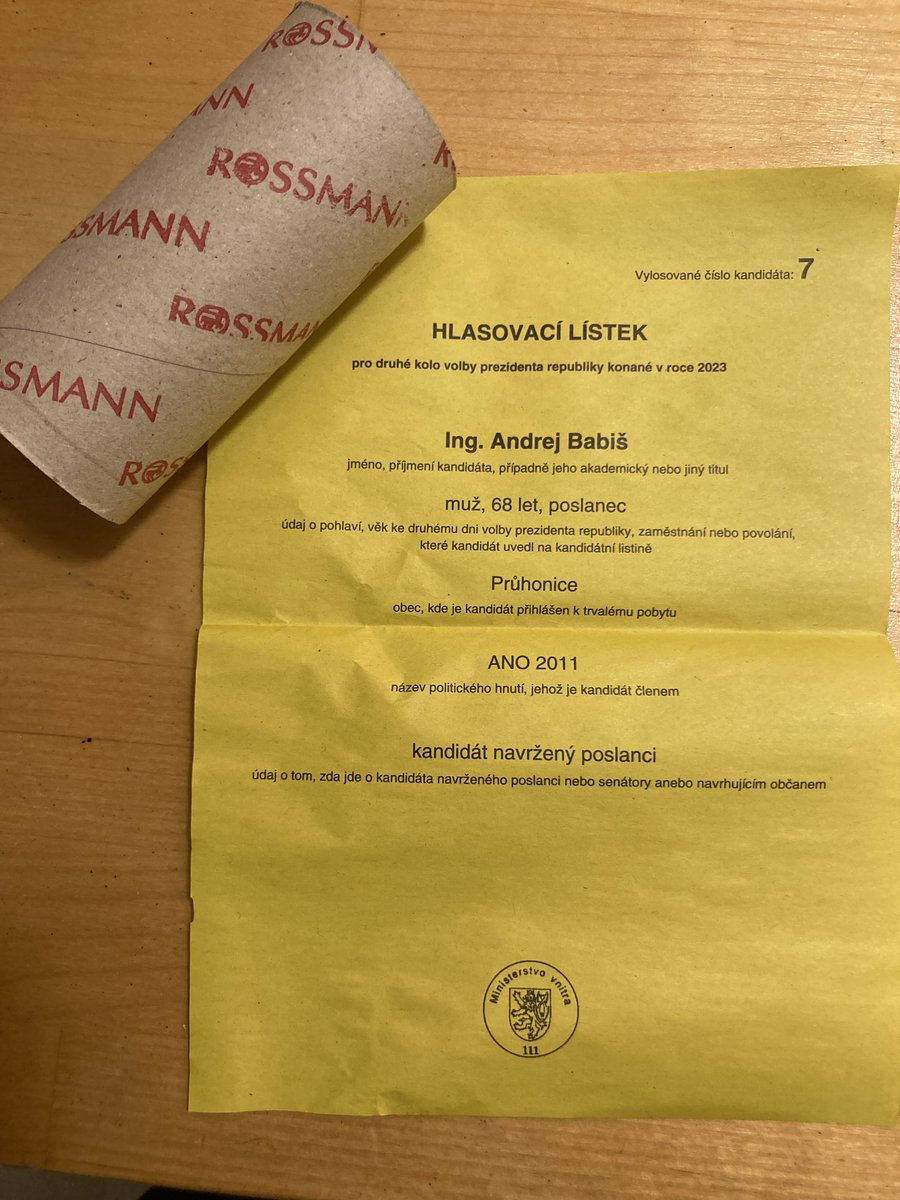 ROSSMANN
SMANN
ROSSMAN
SMANN
Vylosované číslo kandidáta: 7
HLASOVACÍ LÍSTEK
pro druhé kolo volby prezidenta republiky konané v roce 2023
Ing. Andrej Babiš
jméno, příjmení kandidáta, případně jeho akademický nebo jiný titul
muž, 68 let, poslanec
údaj o pohlaví, věk ke druhému dni volby prezidenta republiky, zaměstnání nebo povolání,
které kandidát uvedl na kandidátní listině
Průhonice
obec, kde je kandidát přihlášen k trvalému pobytu
ANO 2011
název politického hnutí, jehož je kandidát členem
kandidát navržený poslanci
údaj o tom, zda jde o kandidáta navrženého poslanci nebo senátory anebo navrhujícím občanem
Ministerstvo vnitra
111